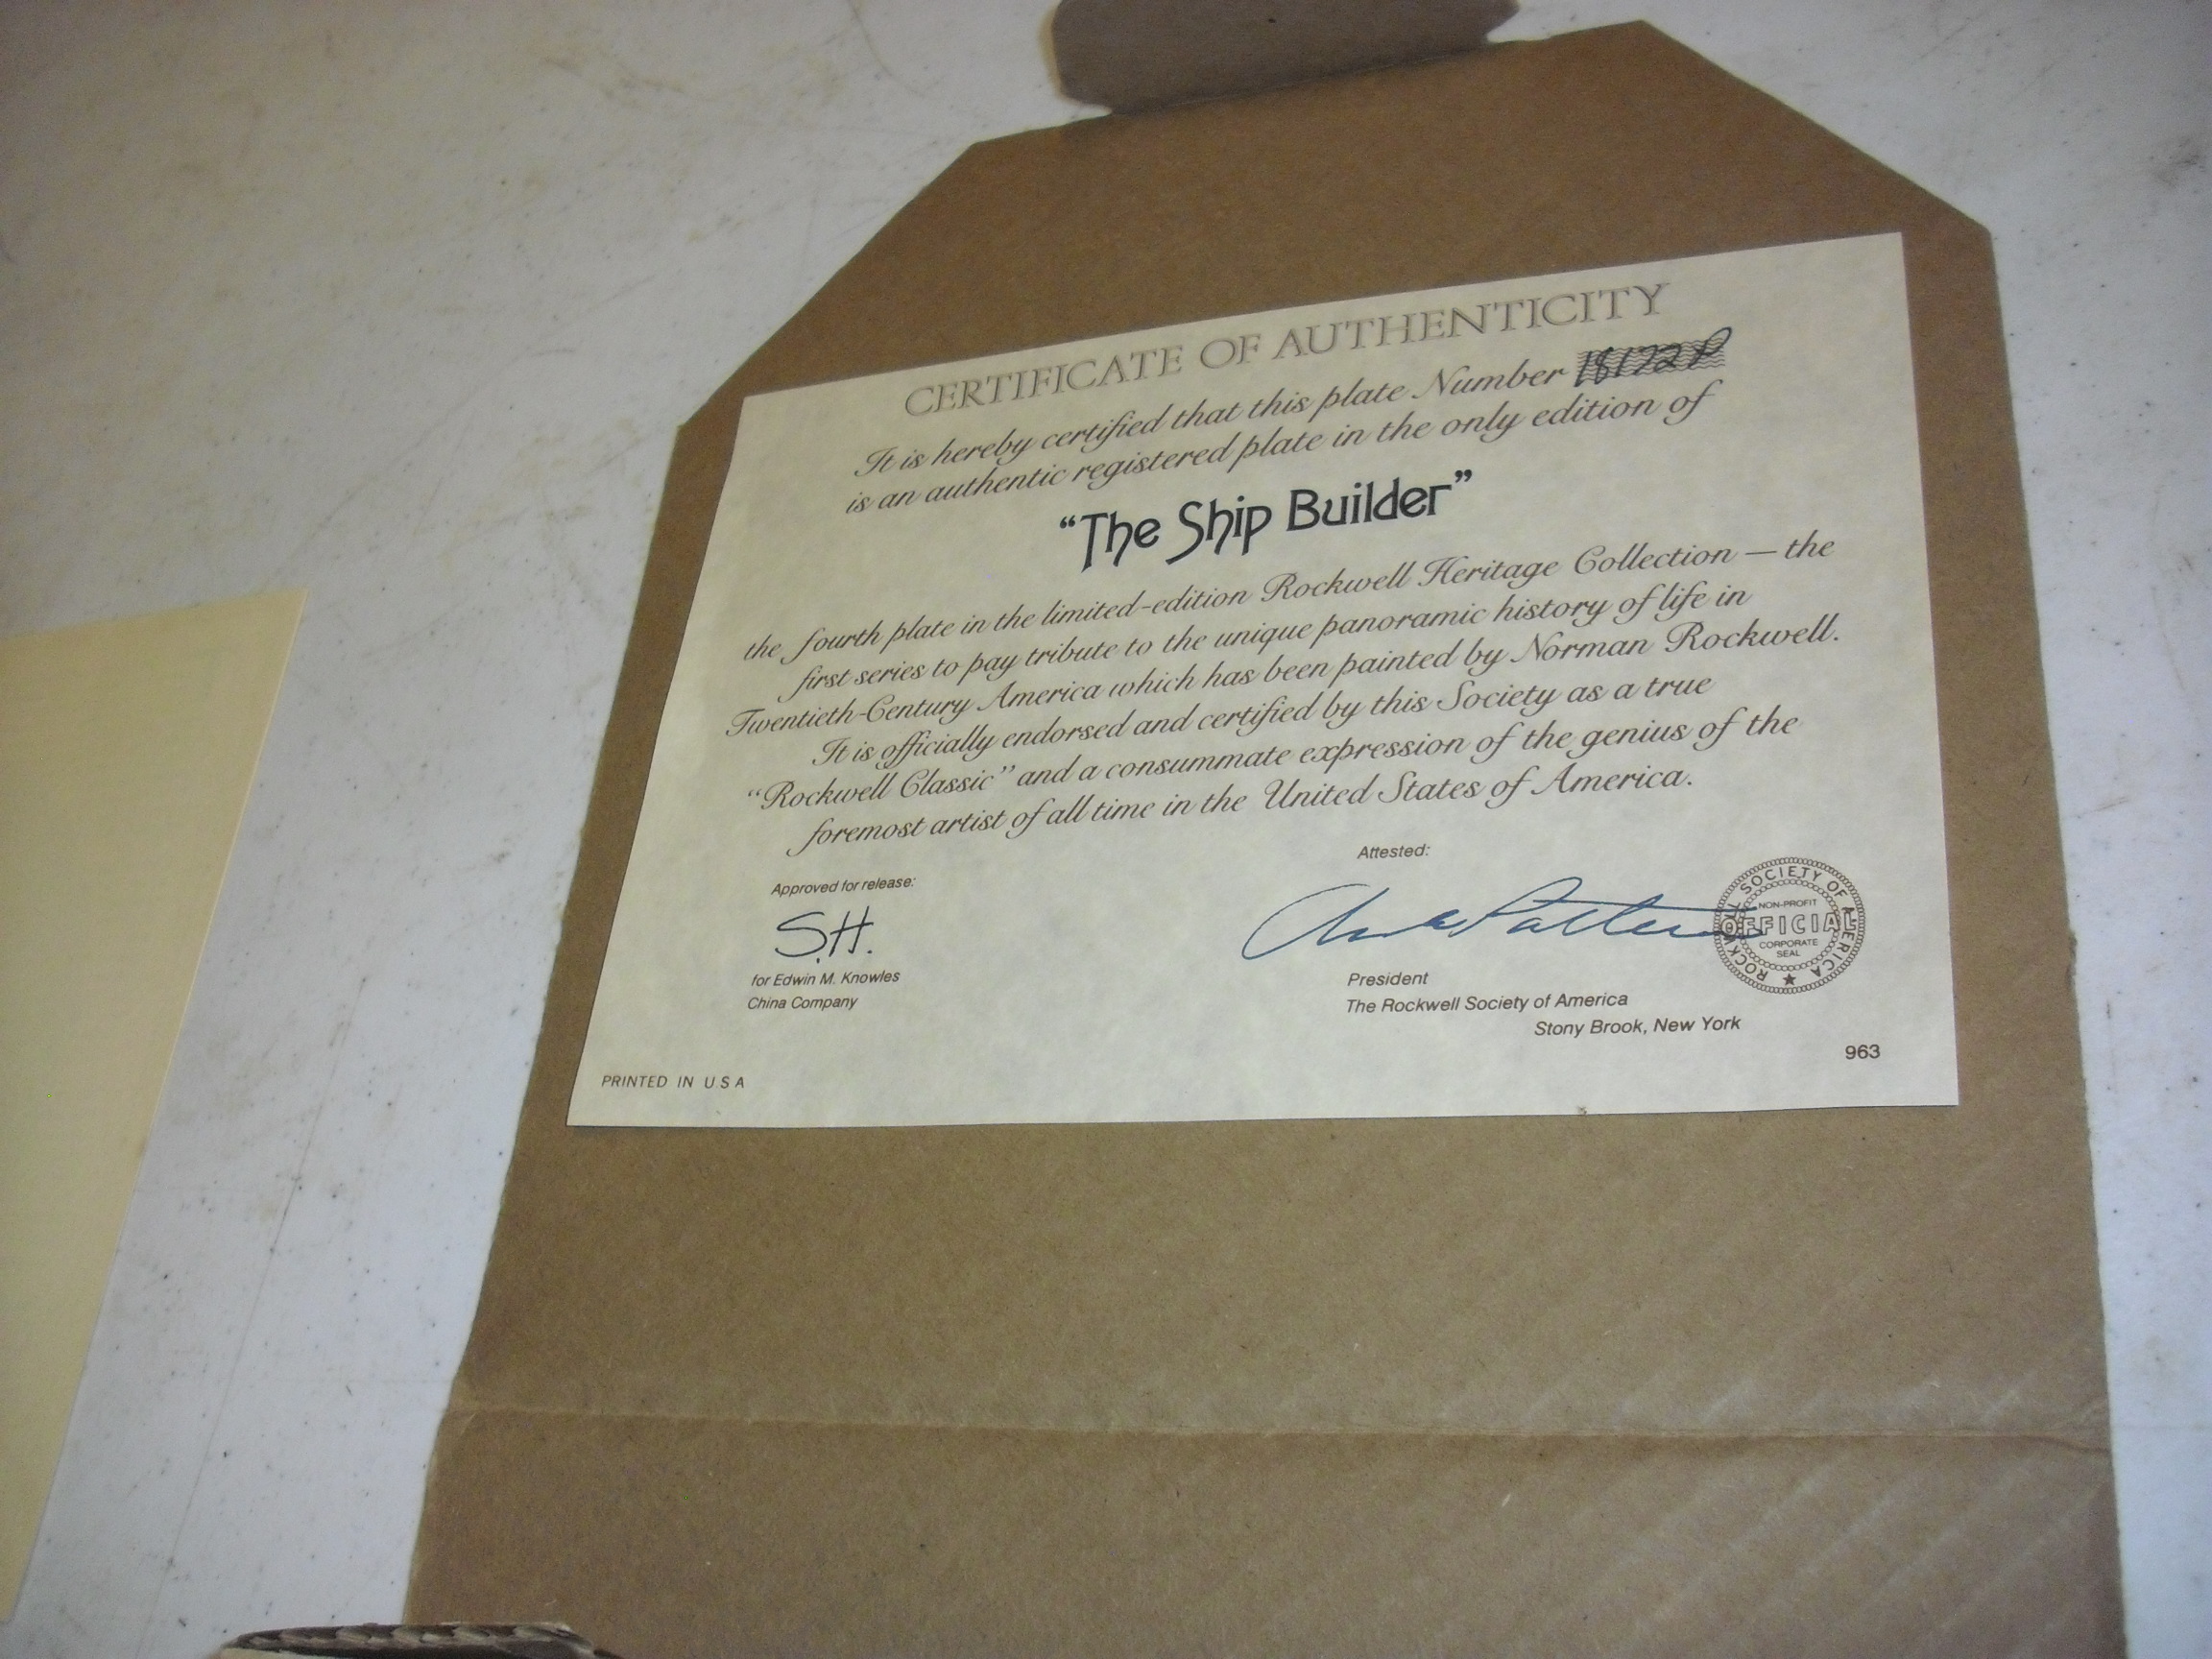 CERTIFICATE OF AUTHENTICITY
It is hereby certified that this plate Number 18172P
is an authentic registered plate in the only edition of
“The Ship Builder”
the fourth plate in the limited-edition Rockwell Heritage Collection — the
first series to pay tribute to the unique panoramic history of life in
Twentieth-Century America which has been painted by Norman Rockwell.
It is officially endorsed and certified by this Society as a true
“Rockwell Classic” and a consummate expression of the genius of the
foremost artist of all time in the United States of America.
Approved for release:
S.H.
for Edwin M. Knowles
China Company
Attested:
President
The Rockwell Society of America
Stony Brook, New York
ROCKWELL SOCIETY OF AMERICA
NON-PROFIT
OFFICIAL
CORPORATE
SEAL
963
PRINTED IN U S A